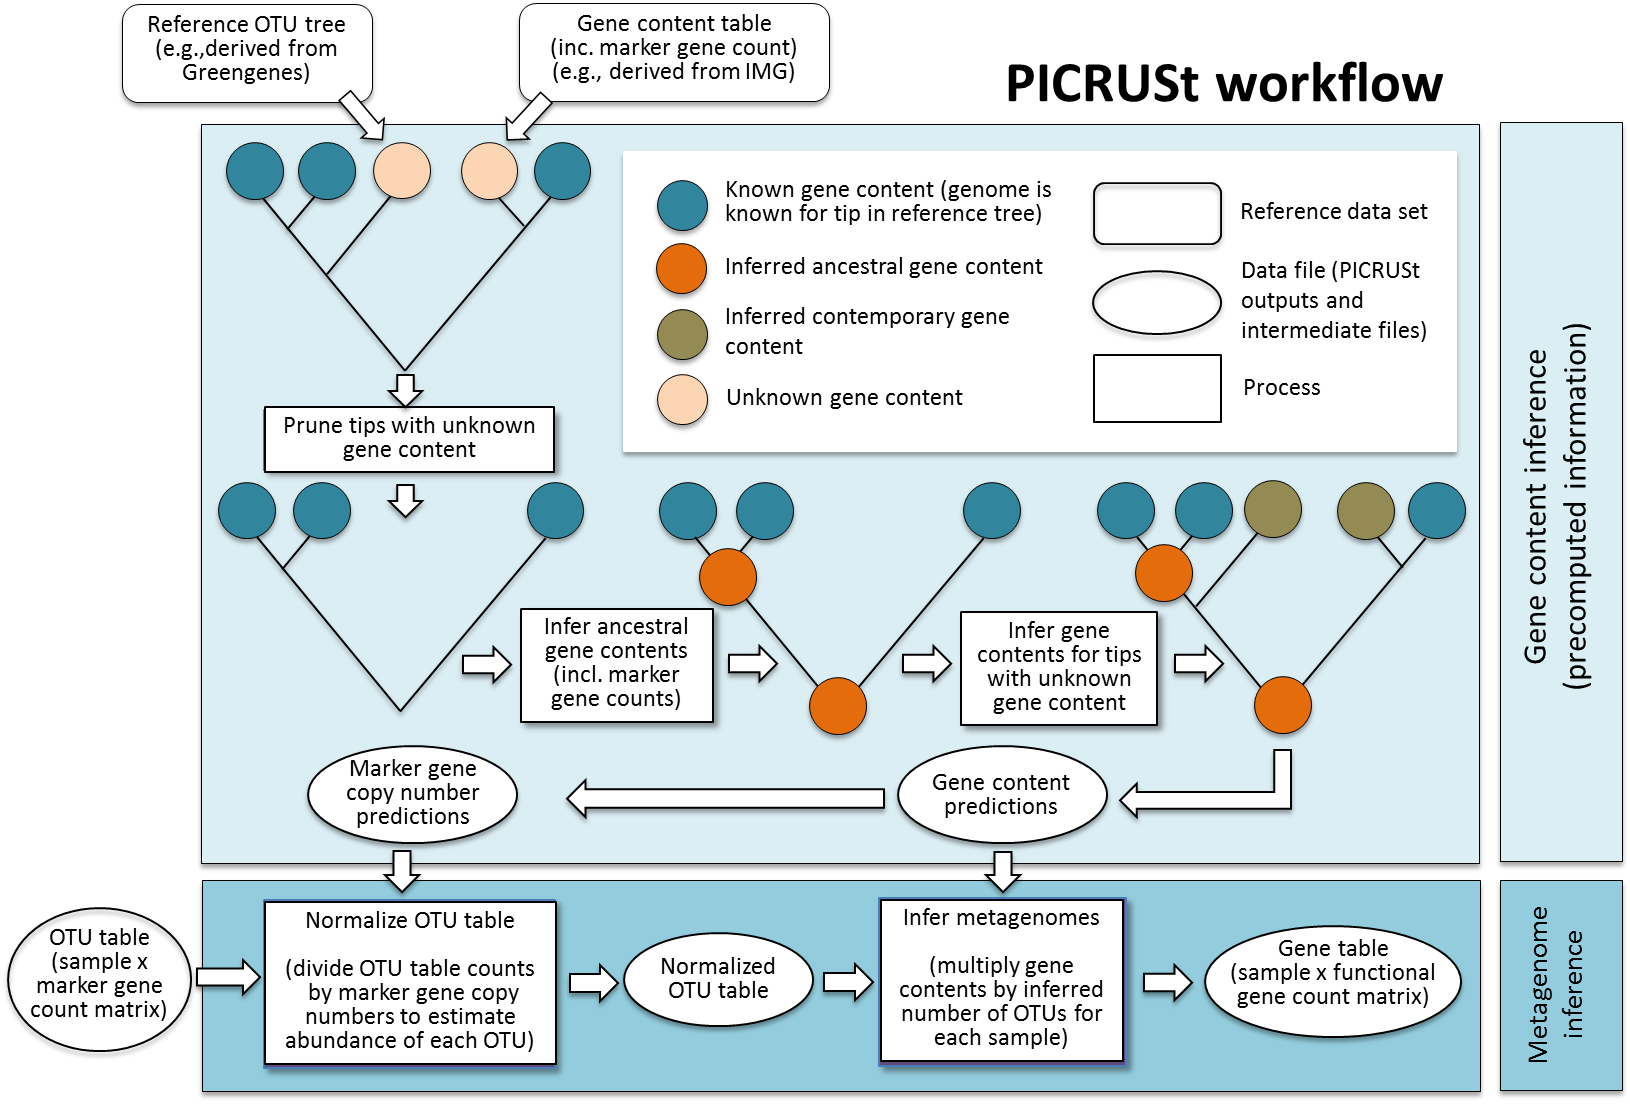 Reference OTU tree
(e.g.,derived from
Greengenes)
Gene content table
(inc. marker gene count)
(e.g., derived from IMG)
PICRUSt workflow
Known gene content (genome is
known for tip in reference tree)
Inferred ancestral gene content
Inferred contemporary gene
content
Unknown gene content
Reference data set
Data file (PICRUSt
outputs and
intermediate files)
Process
Prune tips with unknown
gene content
Infer ancestral
gene contents
(incl. marker
gene counts)
Infer gene
contents for tips
with unknown
gene content
Marker gene
copy number
predictions
Gene content
predictions
Gene content inference
(precomputed information)
OTU table
(sample x
marker gene
count matrix)
Normalize OTU table
(divide OTU table counts
by marker gene copy
numbers to estimate
abundance of each OTU)
Normalized
OTU table
Infer metagenomes
(multiply gene
contents by inferred
number of OTUs for
each sample)
Gene table
(sample x functional
gene count matrix)
Metagenome
inference